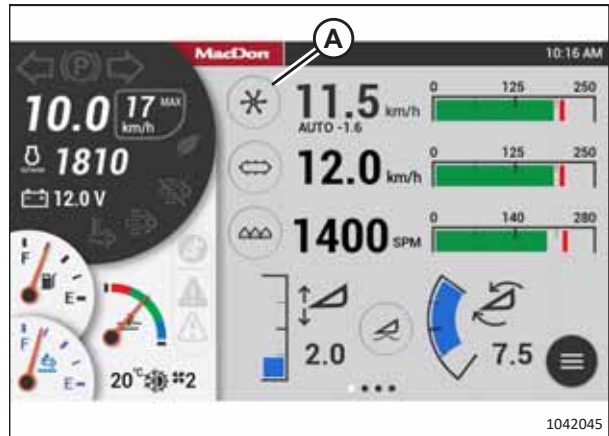 A
MacDon
10:16 AM
P
10.0 17 MAX km/h
1810
12.0 V
F
E
F
E
20°C 2
11.5 km/h
AUTO -1.6
0 125 250
12.0 km/h
0 125 250
1400 SPM
0 140 280
2.0
7.5
1042045